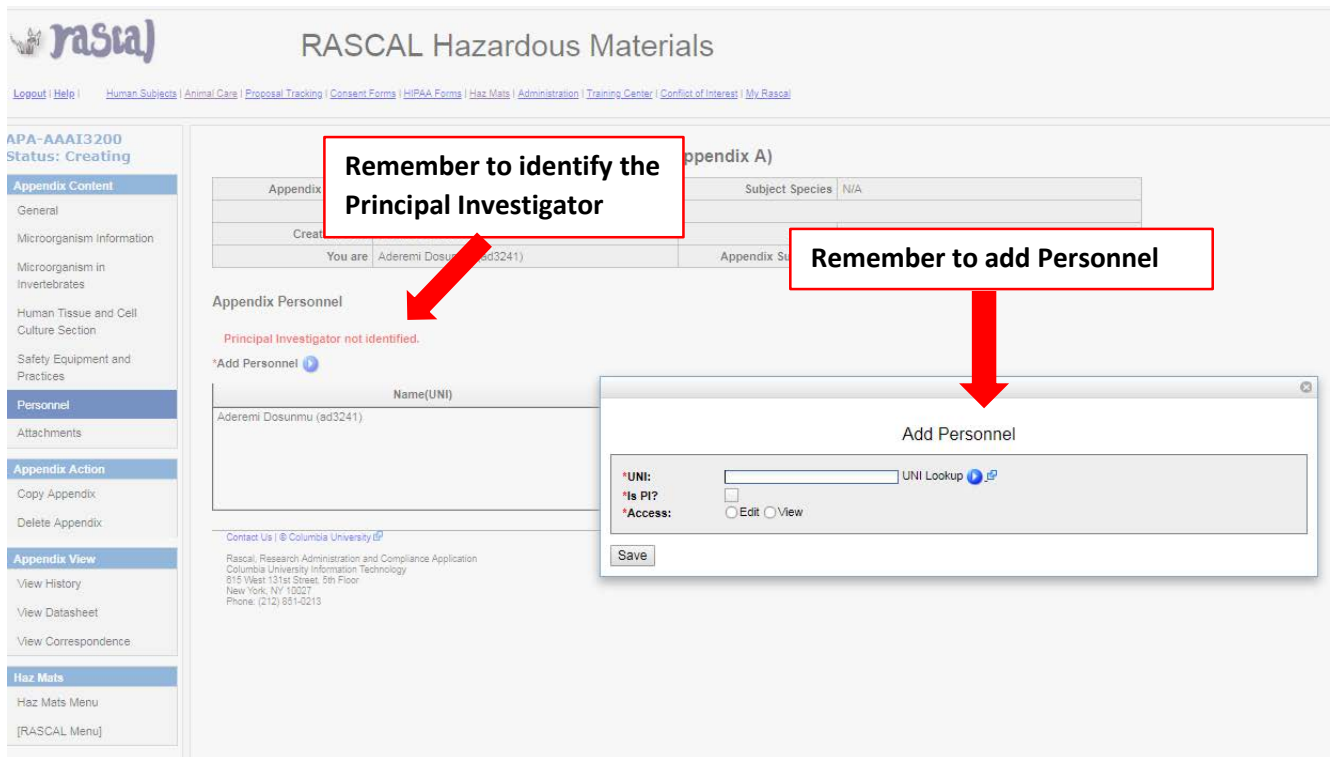 rascal
RASCAL Hazardous Materials
Logout | Help | Human Subjects | Animal Care | Proposal Tracking | Consent Forms | HIPAA Forms | Haz Mats | Administration | Training Center | Conflict of Interest | My Rascal
APA-AAAI3200
Status: Creating
Appendix Content
General
Microorganism Information
Microorganism in
Invertebrates
Human Tissue and Cell
Culture Section
Safety Equipment and
Practices
Personnel
Attachments
Appendix Action
Copy Appendix
Delete Appendix
Appendix View
View History
View Datasheet
View Correspondence
Haz Mats
Haz Mats Menu
[RASCAL Menu]
Remember to identify the
Principal Investigator
ppendix A)
Appendix Subject Species N/A
Creat
You are Aderemi Dosun ad3241) Appendix Su
Remember to add Personnel
Appendix Personnel
Principal Investigator not identified.
*Add Personnel
Name(UNI)
Aderemi Dosunmu (ad3241)
Add Personnel
*UNI: UNI Lookup
*Is PI?
*Access: Edit View
Save
Contact Us | © Columbia University
Rascal, Research Administration and Compliance Application
Columbia University Information Technology
615 West 131st Street, 5th Floor
New York, NY 10027
Phone: (212) 851-0213